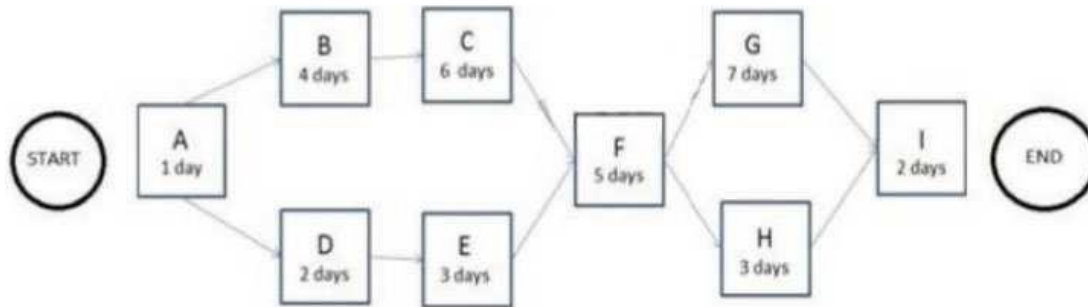 START
A
1 day
B
4 days
C
6 days
D
2 days
E
3 days
F
5 days
G
7 days
H
3 days
I
2 days
END